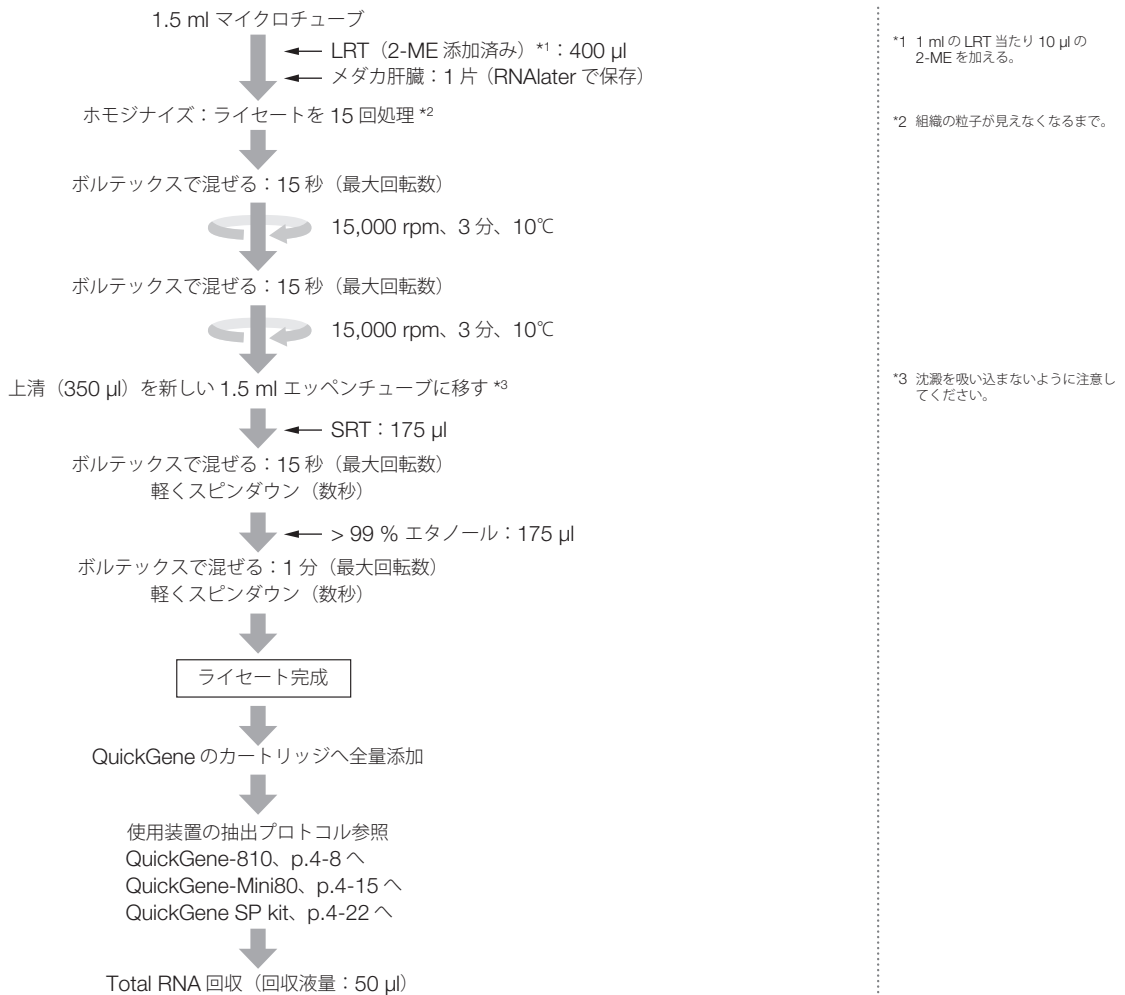 1.5 ml マイクロチューブ
LRT（2-ME 添加済み）*1：400 µl
メダカ肝臓：1 片（RNAlater で保存）
ホモジナイズ：ライセートを 15 回処理 *2
ボルテックスで混ぜる：15 秒（最大回転数）
15,000 rpm、3 分、10℃
ボルテックスで混ぜる：15 秒（最大回転数）
15,000 rpm、3 分、10℃
上清（350 µl）を新しい 1.5 ml エッペンチューブに移す *3
SRT：175 µl
ボルテックスで混ぜる：15 秒（最大回転数）
軽くスピンダウン（数秒）
> 99 % エタノール：175 µl
ボルテックスで混ぜる：1 分（最大回転数）
軽くスピンダウン（数秒）
ライセート完成
QuickGene のカートリッジへ全量添加
使用装置の抽出プロトコル参照
QuickGene-810、p.4-8 へ
QuickGene-Mini80、p.4-15 へ
QuickGene SP kit、p.4-22 へ
Total RNA 回収（回収液量：50 µl）
*1 1 ml の LRT 当たり 10 µl の
2-ME を加える。
*2 組織の粒子が見えなくなるまで。
*3 沈澱を吸い込まないように注意し
てください。